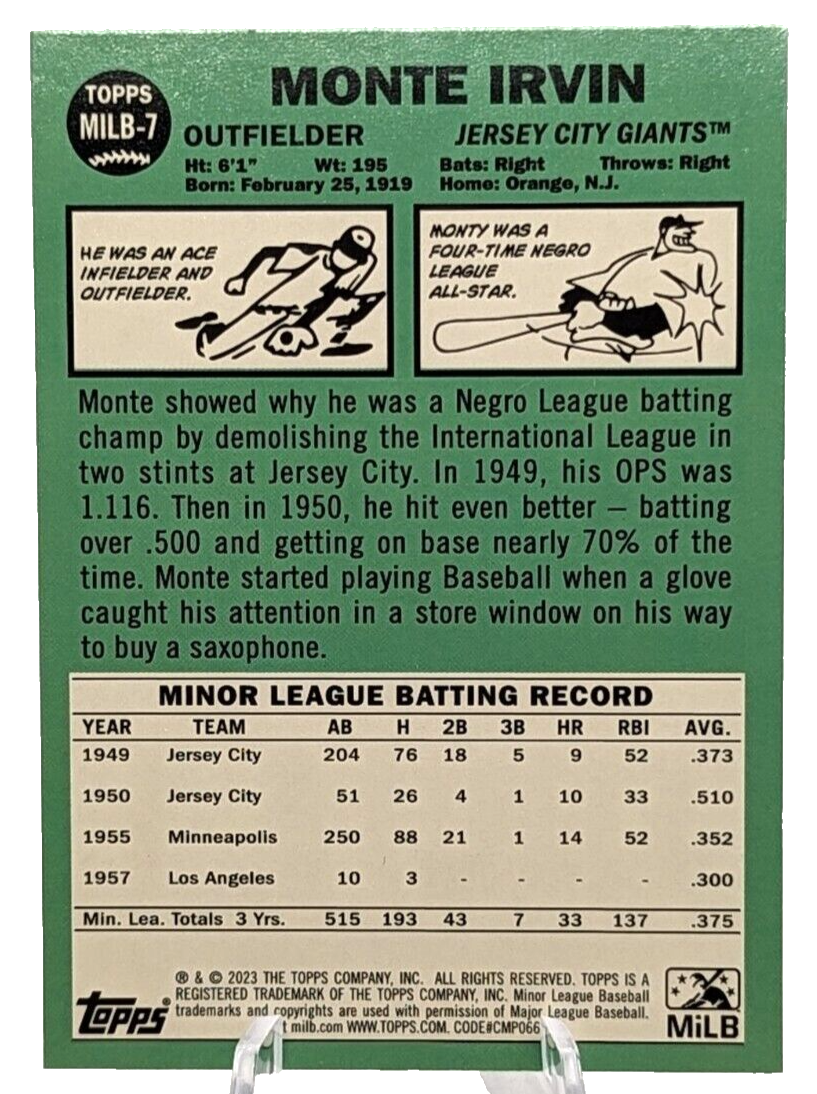 MONTE IRVIN
TOPPS
MILB-7
OUTFIELDER JERSEY CITY GIANTS™
Ht: 6'1" Wt: 195 Bats: Right Throws: Right
Born: February 25, 1919 Home: Orange, N.J.
HE WAS AN ACE
INFIELDER AND
OUTFIELDER.
MONTY WAS A
FOUR-TIME NEGRO
LEAGUE
ALL-STAR.
Monte showed why he was a Negro League batting
champ by demolishing the International League in
two stints at Jersey City. In 1949, his OPS was
1.116. Then in 1950, he hit even better – batting
over .500 and getting on base nearly 70% of the
time. Monte started playing Baseball when a glove
caught his attention in a store window on his way
to buy a saxophone.
MINOR LEAGUE BATTING RECORD
YEAR TEAM AB H 2B 3B HR RBI AVG.
1949 Jersey City 204 76 18 5 9 52 .373
1950 Jersey City 51 26 4 1 10 33 .510
1955 Minneapolis 250 88 21 1 14 52 .352
1957 Los Angeles 10 3 - - - - .300
Min. Lea. Totals 3 Yrs. 515 193 43 7 33 137 .375
® & © 2023 THE TOPPS COMPANY, INC. ALL RIGHTS RESERVED. TOPPS IS A
REGISTERED TRADEMARK OF THE TOPPS COMPANY, INC. Minor League Baseball
trademarks and copyrights are used with permission of Major League Baseball.
milb.com WWW.TOPPS.COM. CODE#CMP066
Topps®
MiLB